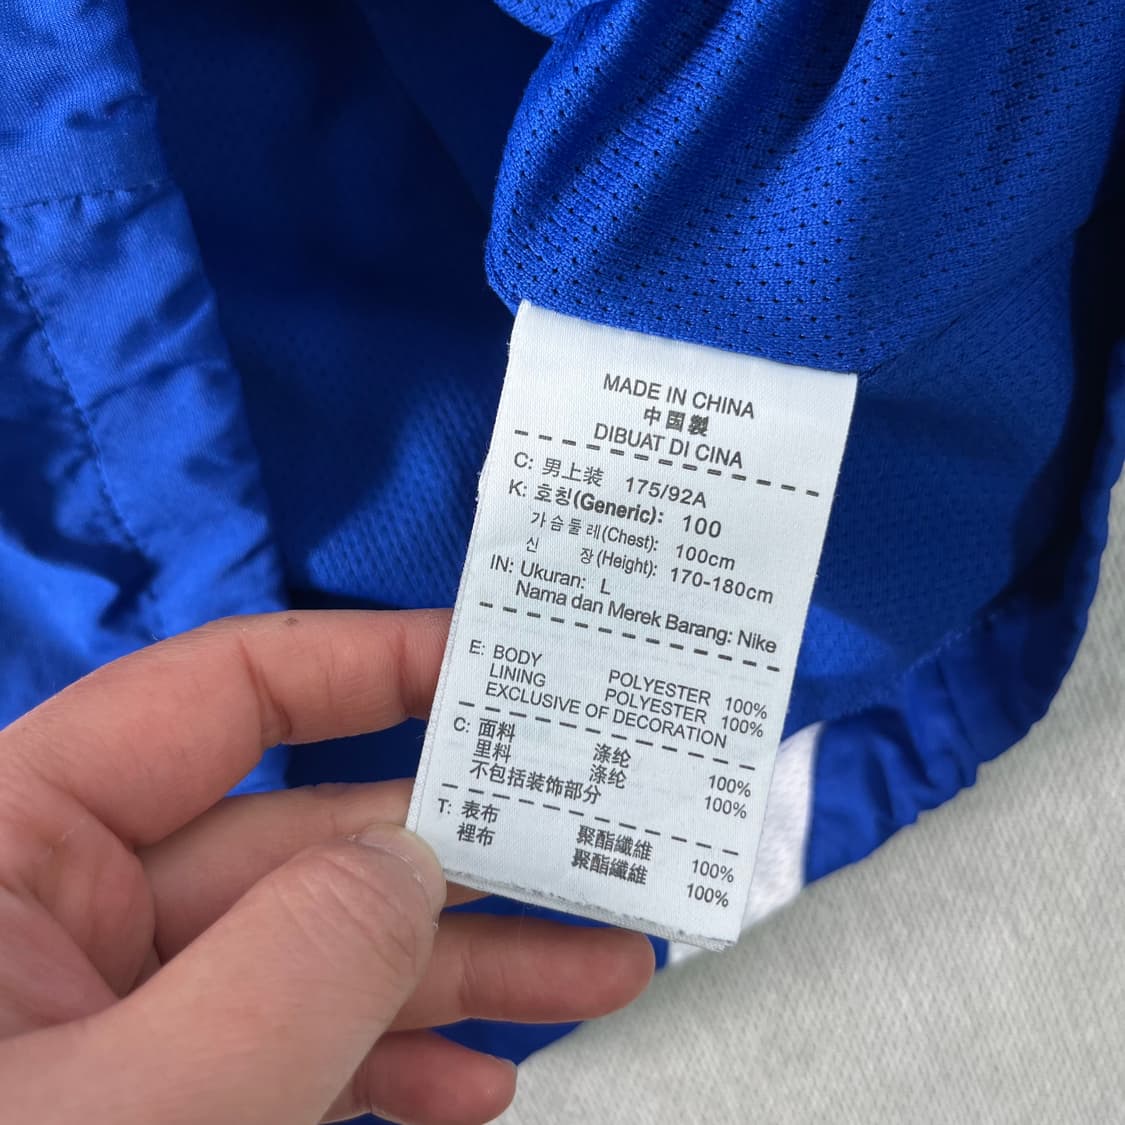 MADE IN CHINA
中国製
DIBUAT DI CINA
C: 男上装 175/92A
K: 호칭(Generic): 100
가슴둘레(Chest): 100cm
신 장(Height): 170-180cm
IN: Ukuran: L
Nama dan Merek Barang: Nike
E: BODY POLYESTER 100%
LINING POLYESTER 100%
EXCLUSIVE OF DECORATION
C: 面料 涤纶 100%
里料 涤纶 100%
不包括装饰部分
T: 表布 聚酯纖維 100%
裡布 聚酯纖維 100%